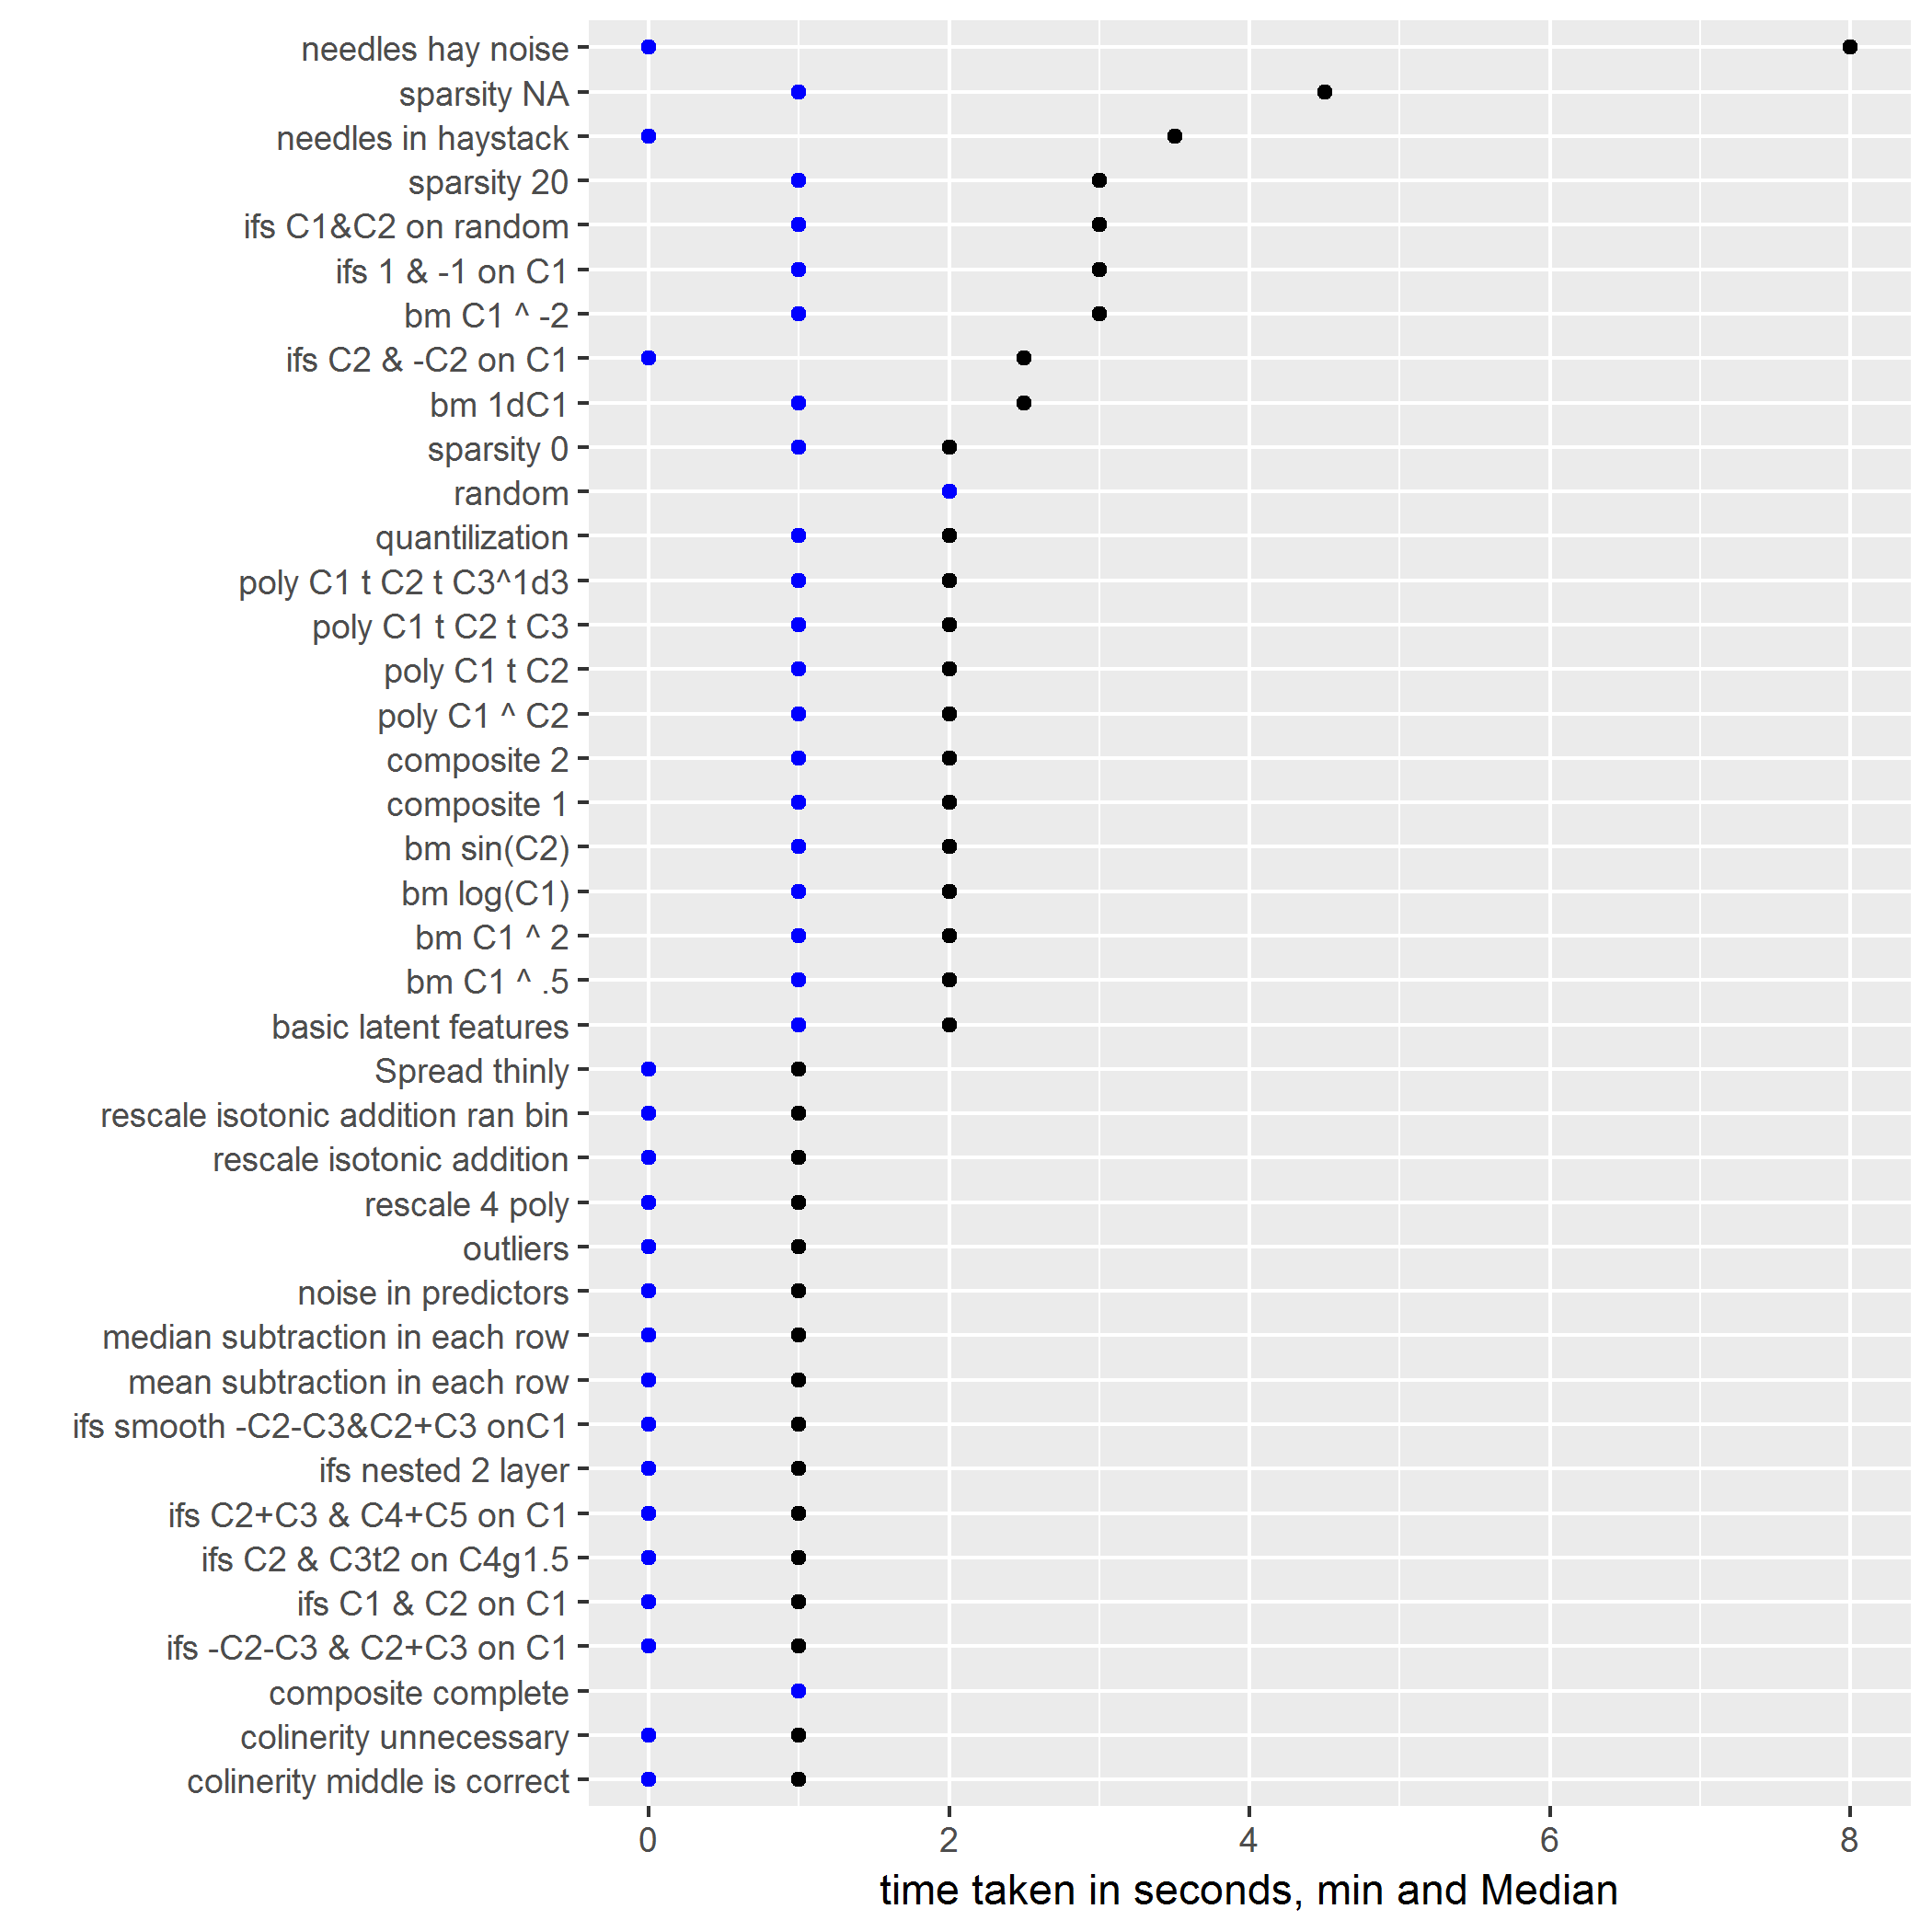 needles hay noise
sparsity NA
needles in haystack
sparsity 20
ifs C1&C2 on random
ifs 1 & -1 on C1
bm C1 ^ -2
ifs C2 & -C2 on C1
bm 1dC1
sparsity 0
random
quantilization
poly C1 t C2 t C3^1d3
poly C1 t C2 t C3
poly C1 t C2
poly C1 ^ C2
composite 2
composite 1
bm sin(C2)
bm log(C1)
bm C1 ^ 2
bm C1 ^ .5
basic latent features
Spread thinly
rescale isotonic addition ran bin
rescale isotonic addition
rescale 4 poly
outliers
noise in predictors
median subtraction in each row
mean subtraction in each row
ifs smooth -C2-C3&C2+C3 onC1
ifs nested 2 layer
ifs C2+C3 & C4+C5 on C1
ifs C2 & C3t2 on C4g1.5
ifs C1 & C2 on C1
ifs -C2-C3 & C2+C3 on C1
composite complete
colinerity unnecessary
colinerity middle is correct
0 2 4 6 8
time taken in seconds, min and Median